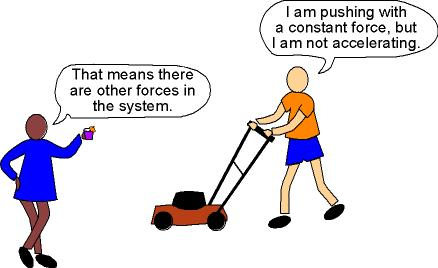 I am pushing with
a constant force, but
I am not accelerating.
That means there
are other forces in
the system.